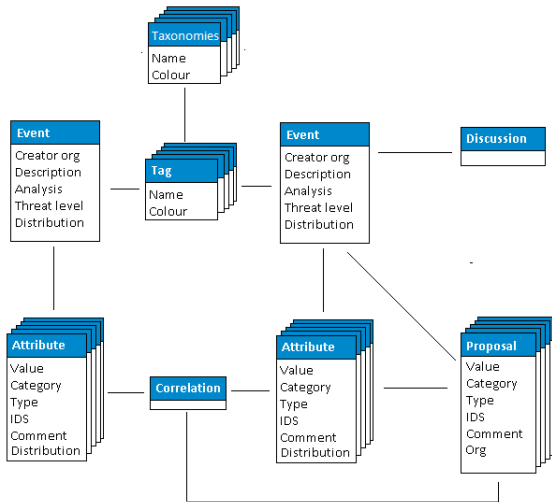 Taxonomies
Name
Colour
Event
Creator org
Description
Analysis
Threat level
Distribution
Tag
Name
Colour
Event
Creator org
Description
Analysis
Threat level
Distribution
Discussion
Attribute
Value
Category
Type
IDS
Comment
Distribution
Correlation
Attribute
Value
Category
Type
IDS
Comment
Distribution
Proposal
Value
Category
Type
IDS
Comment
Org